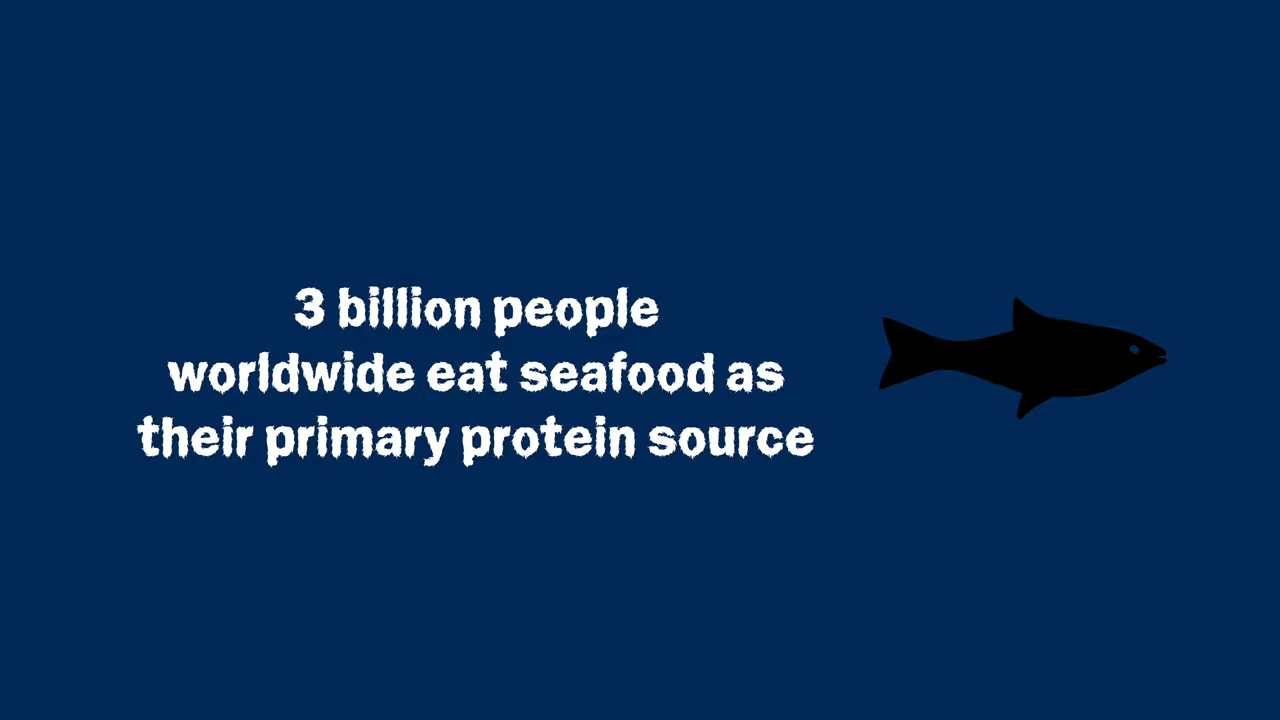 3 billion people
worldwide eat seafood as
their primary protein source